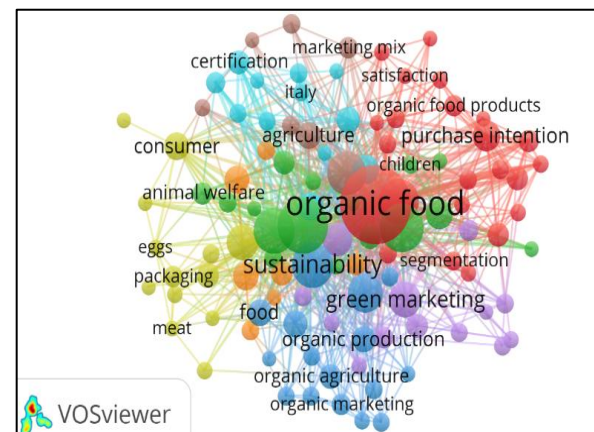 marketing mix
certification
satisfaction
italy
organic food products
agriculture
purchase intention
consumer
children
animal welfare
organic food
eggs
sustainability
segmentation
packaging
green marketing
food
meat
organic production
organic agriculture
organic marketing
VOSviewer